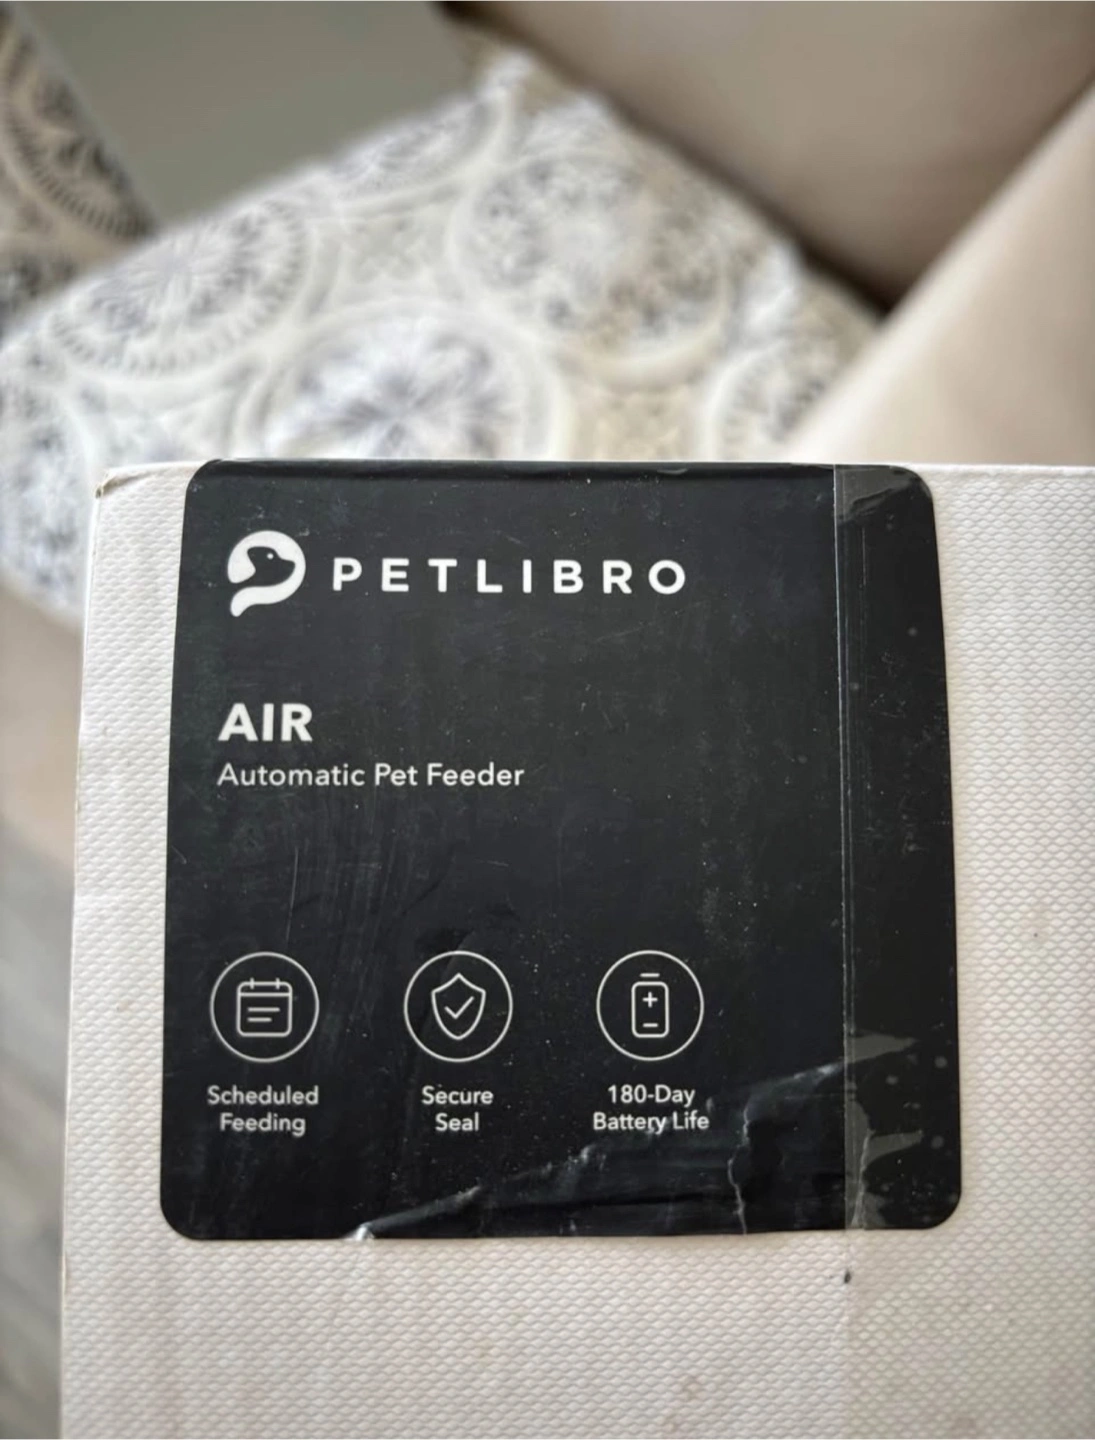 PETLIBRO
AIR
Automatic Pet Feeder
Scheduled
Feeding
Secure
Seal
180-Day
Battery Life